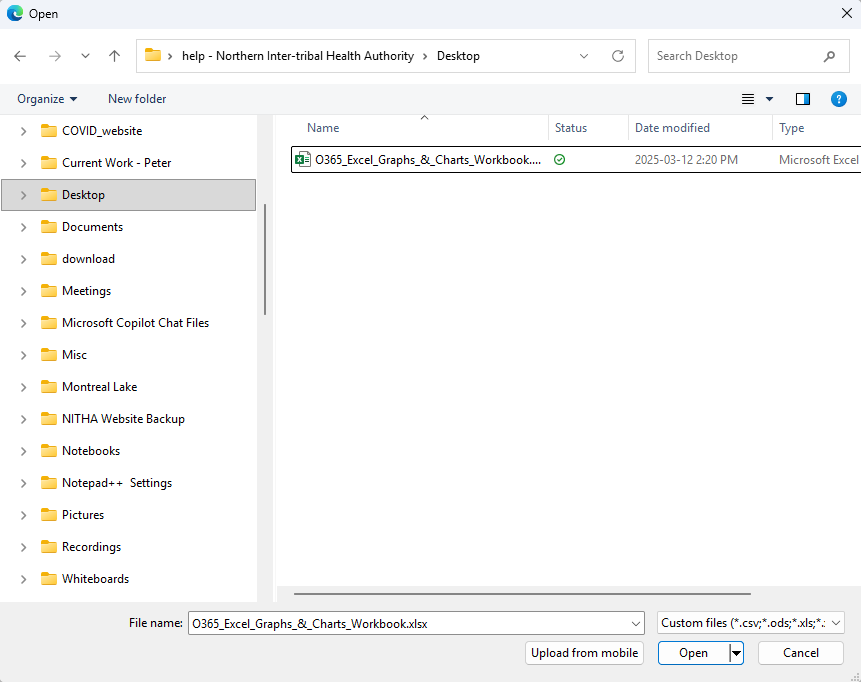 Open
help - Northern Inter-tribal Health Authority > Desktop
Search Desktop
Organize
New folder
?
COVID_website
Current Work - Peter
Desktop
Documents
download
Meetings
Microsoft Copilot Chat Files
Misc
Montreal Lake
NITHA Website Backup
Notebooks
Notepad++  Settings
Pictures
Recordings
Whiteboards
Name Status Date modified Type
O365_Excel_Graphs_&_Charts_Workbook.... 2025-03-12 2:20 PM Microsoft Excel
File name: O365_Excel_Graphs_&_Charts_Workbook.xlsx Custom files (*.csv;*.ods;*.xls;*.
Upload from mobile Open Cancel